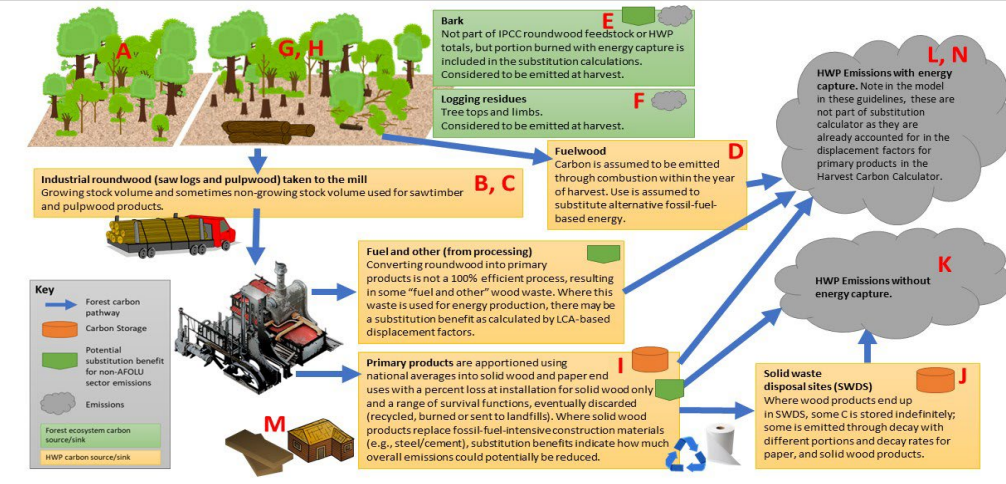 A
G, H
Bark
E
Not part of IPCC roundwood feedstock or HWP
totals, but portion burned with energy capture is
included in the substitution calculations.
Considered to be emitted at harvest.
Logging residues
F
Tree tops and limbs.
Considered to be emitted at harvest.
L, N
HWP Emissions with energy
capture. Note in the model
in these guidelines, these are
not part of substitution
calculator as they are
already accounted for in the
displacement factors for
primary products in the
Harvest Carbon Calculator.
Fuelwood
D
Carbon is assumed to be emitted
through combustion within the year
of harvest. Use is assumed to
substitute alternative fossil-fuel-
based energy.
Industrial roundwood (saw logs and pulpwood) taken to the mill
B, C
Growing stock volume and sometimes non-growing stock volume used for sawtimber
and pulpwood products.
Fuel and other (from processing)
Converting roundwood into primary
products is not a 100% efficient process, resulting
in some “fuel and other” wood waste. Where this
waste is used for energy production, there may be
a substitution benefit as calculated by LCA-based
displacement factors.
K
HWP Emissions without
energy capture.
Key
Forest carbon
pathway
Carbon Storage
Potential
substitution benefit
for non-AFOLU
sector emissions
Emissions
Forest ecosystem carbon
source/sink
HWP carbon source/sink
M
Primary products are apportioned using
I
national averages into solid wood and paper end
uses with a percent loss at installation for solid wood only
and a range of survival functions, eventually discarded
(recycled, burned or sent to landfills). Where solid wood
products replace fossil-fuel-intensive construction materials
(e.g., steel/cement), substitution benefits indicate how much
overall emissions could potentially be reduced.
Solid waste
disposal sites (SWDS)
J
Where wood products end up
in SWDS, some C is stored indefinitely;
some is emitted through decay with
different portions and decay rates for
paper, and solid wood products.